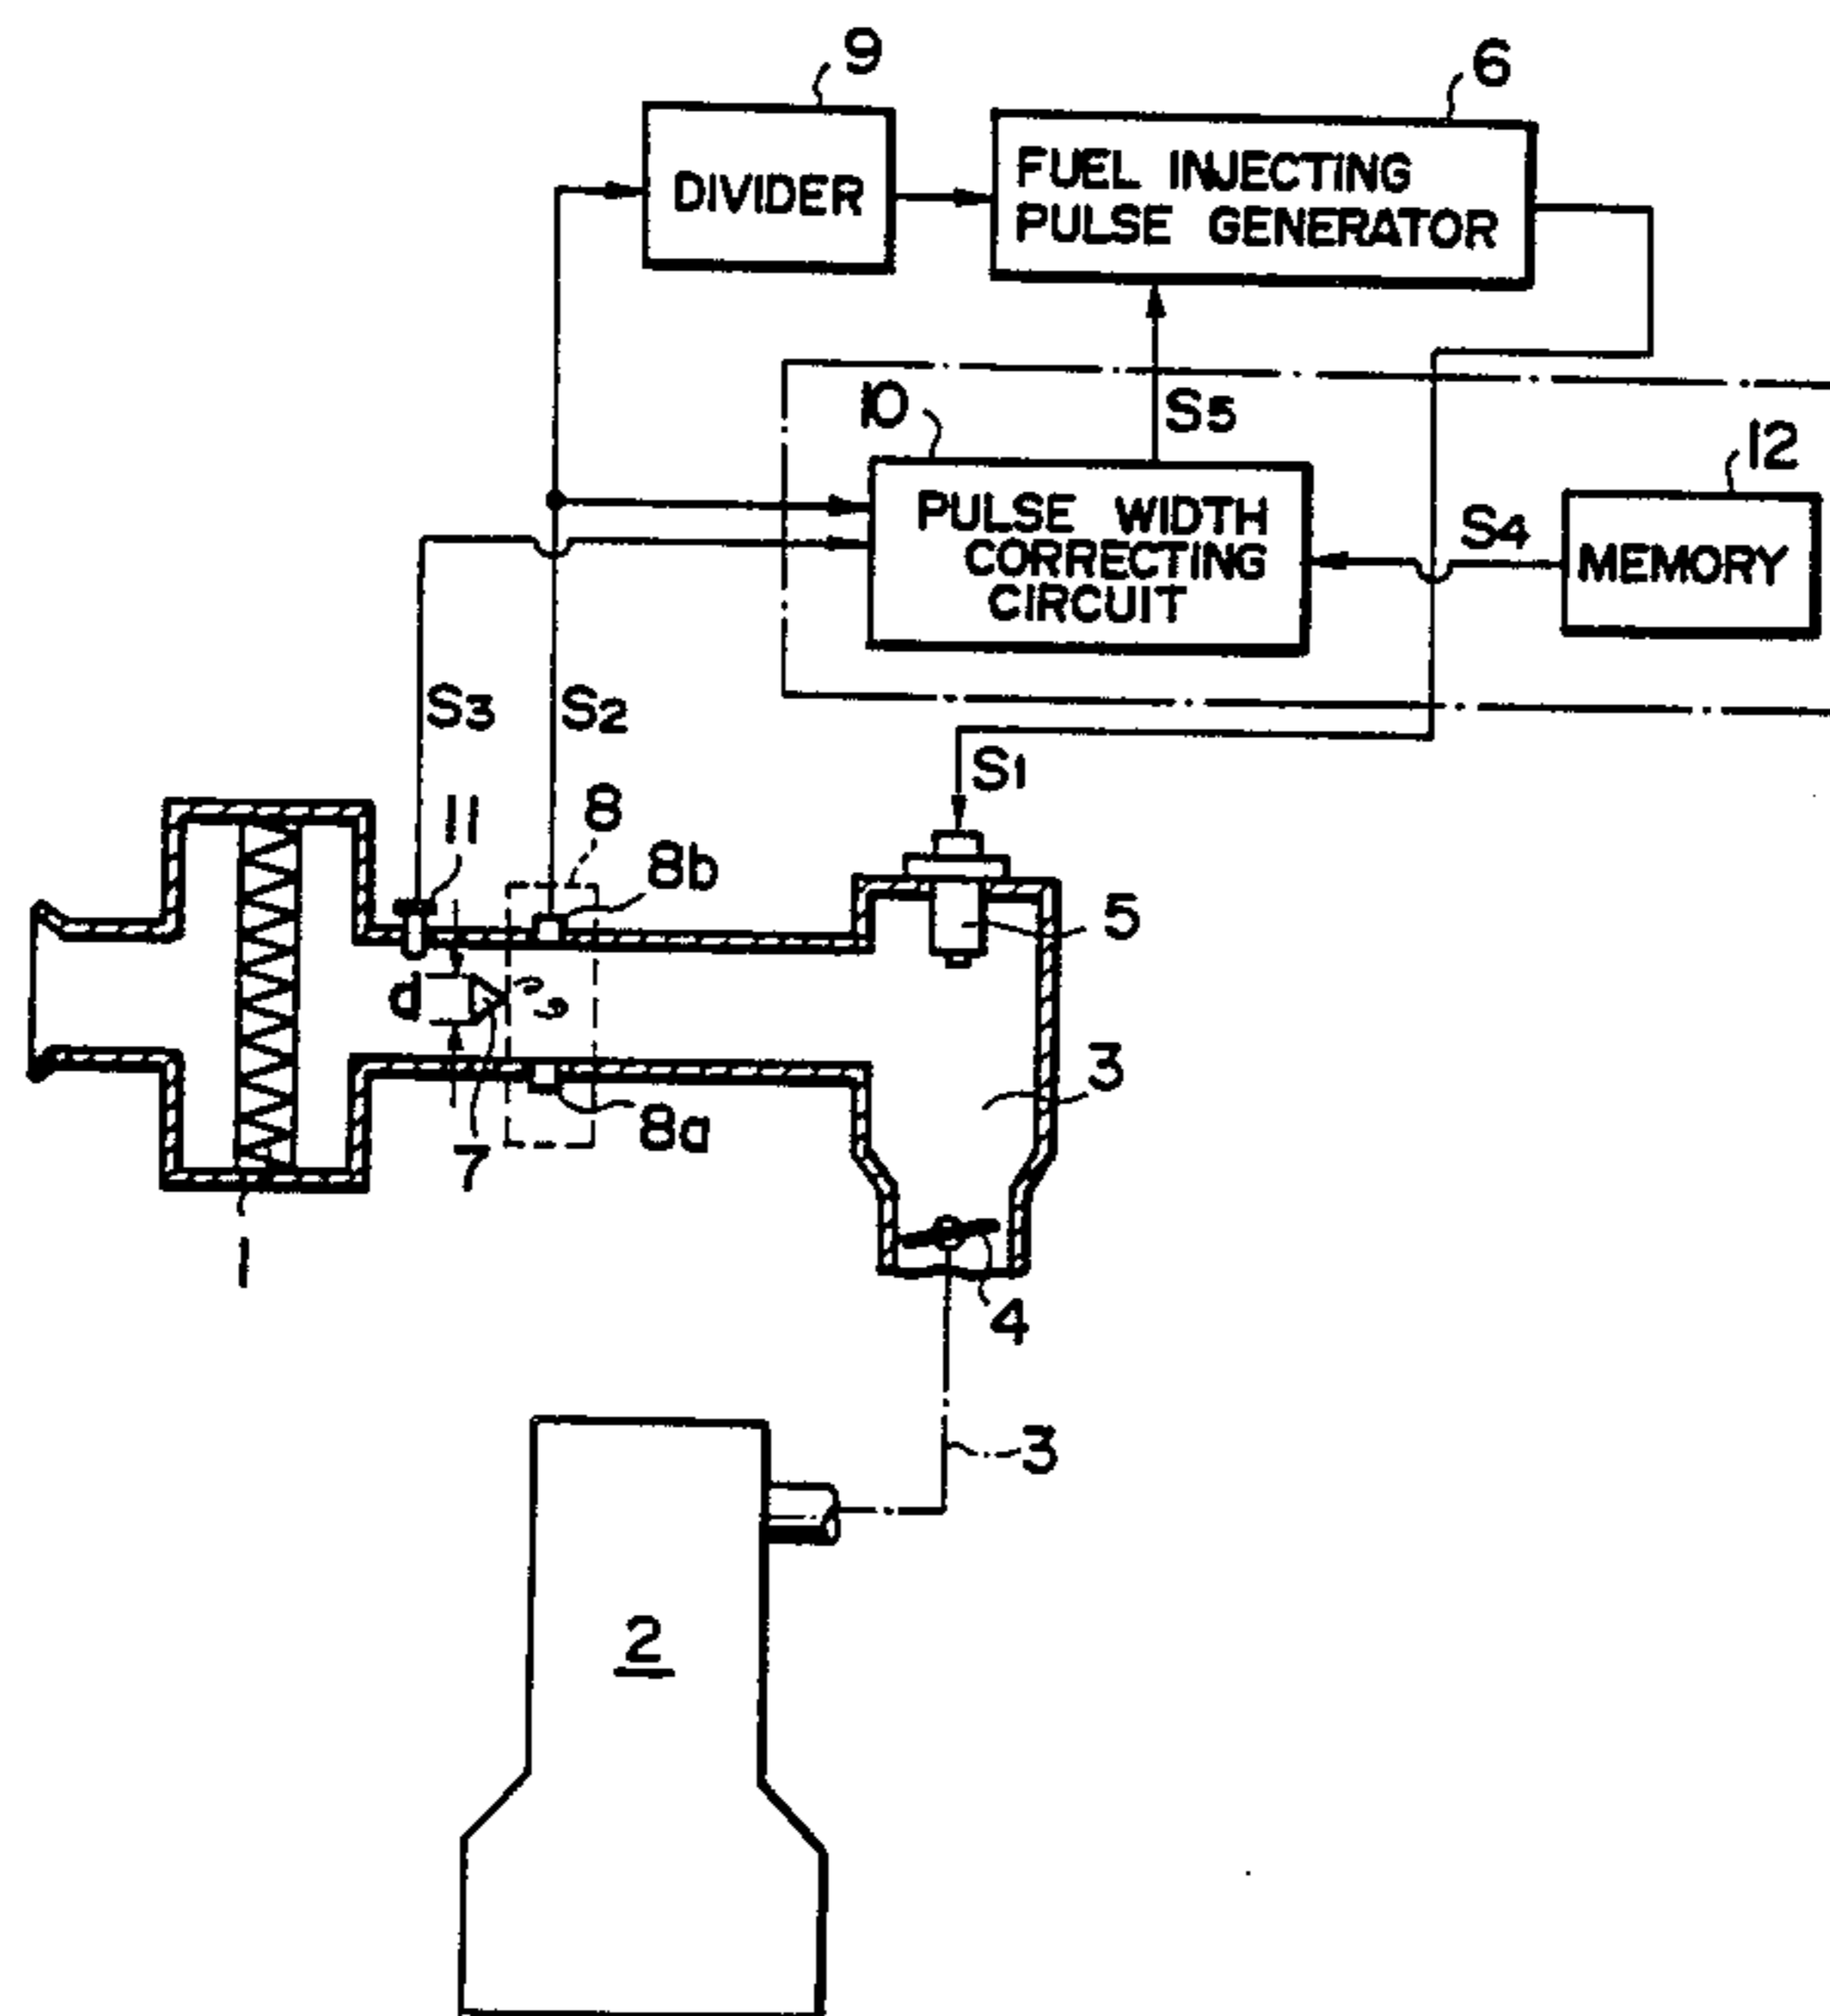 9
6
DIVIDER
FUEL INJECTING
PULSE GENERATOR
10
S5
12
PULSE WIDTH
CORRECTING
CIRCUIT
S4
MEMORY
S3
S2
S1
11
8
8b
5
d
3
7
8a
1
4
3
2